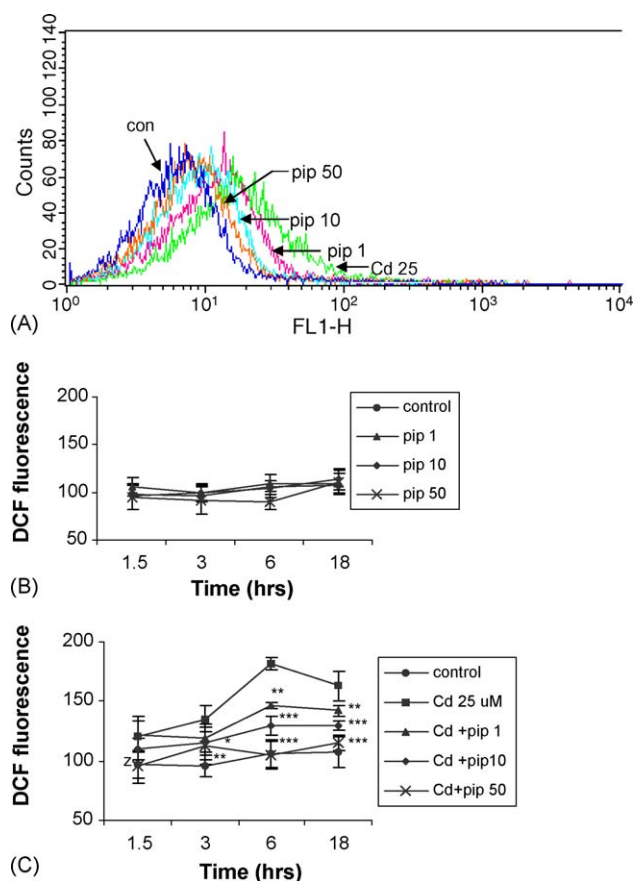 140
120
100
80
60
40
20
0
Counts
con
pip 50
pip 10
pip 1
Cd 25
10⁰ 10¹ 10² 10³ 10⁴
FL1-H
(A)
200
150
100
50
DCF fluorescence
1.5 3 6 18
Time (hrs)
control
pip 1
pip 10
pip 50
(B)
200
150
100
50
DCF fluorescence
Z
*
**
**
***
***
**
***
***
1.5 3 6 18
Time (hrs)
control
Cd 25 uM
Cd +pip 1
Cd +pip10
Cd+pip 50
(C)